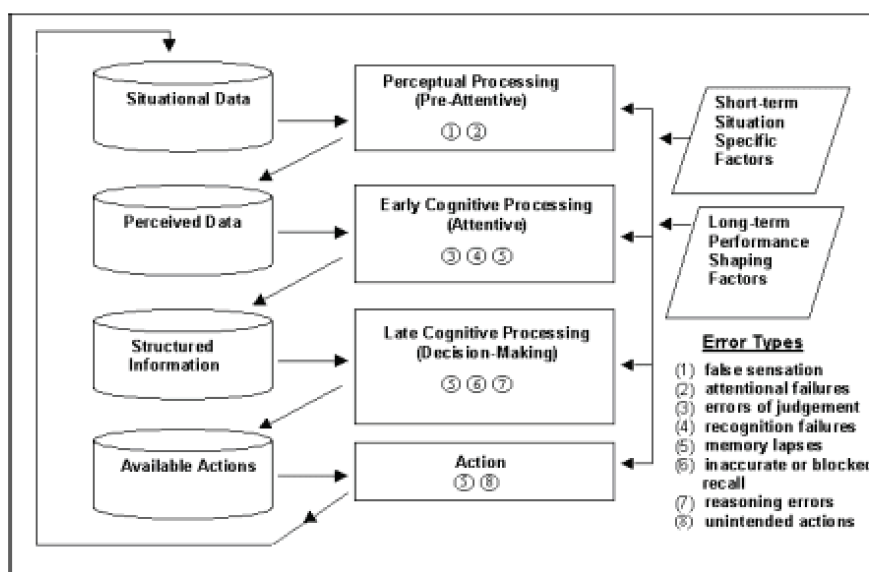 Situational Data
Perceptual Processing
(Pre-Attentive)
① ②
Short-term
Situation
Specific
Factors
Perceived Data
Early Cognitive Processing
(Attentive)
③ ④ ⑤
Long-term
Performance
Shaping
Factors
Structured
Information
Late Cognitive Processing
(Decision-Making)
⑤ ⑥ ⑦
Available Actions
Action
⑤ ⑧
Error Types
(1) false sensation
(2) attentional failures
(3) errors of judgement
(4) recognition failures
(5) memory lapses
(6) inaccurate or blocked
recall
(7) reasoning errors
(8) unintended actions